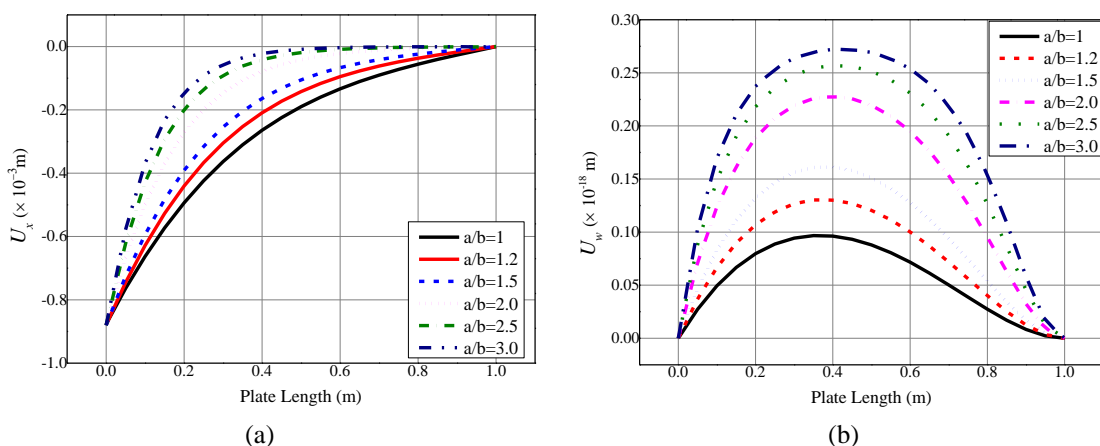 0.0
-0.2
-0.4
-0.6
-0.8
-1.0
U_x (× 10⁻³m)
a/b=1
a/b=1.2
a/b=1.5
a/b=2.0
a/b=2.5
a/b=3.0
0.0 0.2 0.4 0.6 0.8 1.0
Plate Length (m)
(a)
0.30
0.25
0.20
0.15
0.10
0.05
0.00
U_w (× 10⁻¹⁸ m)
a/b=1
a/b=1.2
a/b=1.5
a/b=2.0
a/b=2.5
a/b=3.0
0.0 0.2 0.4 0.6 0.8 1.0
Plate Length (m)
(b)